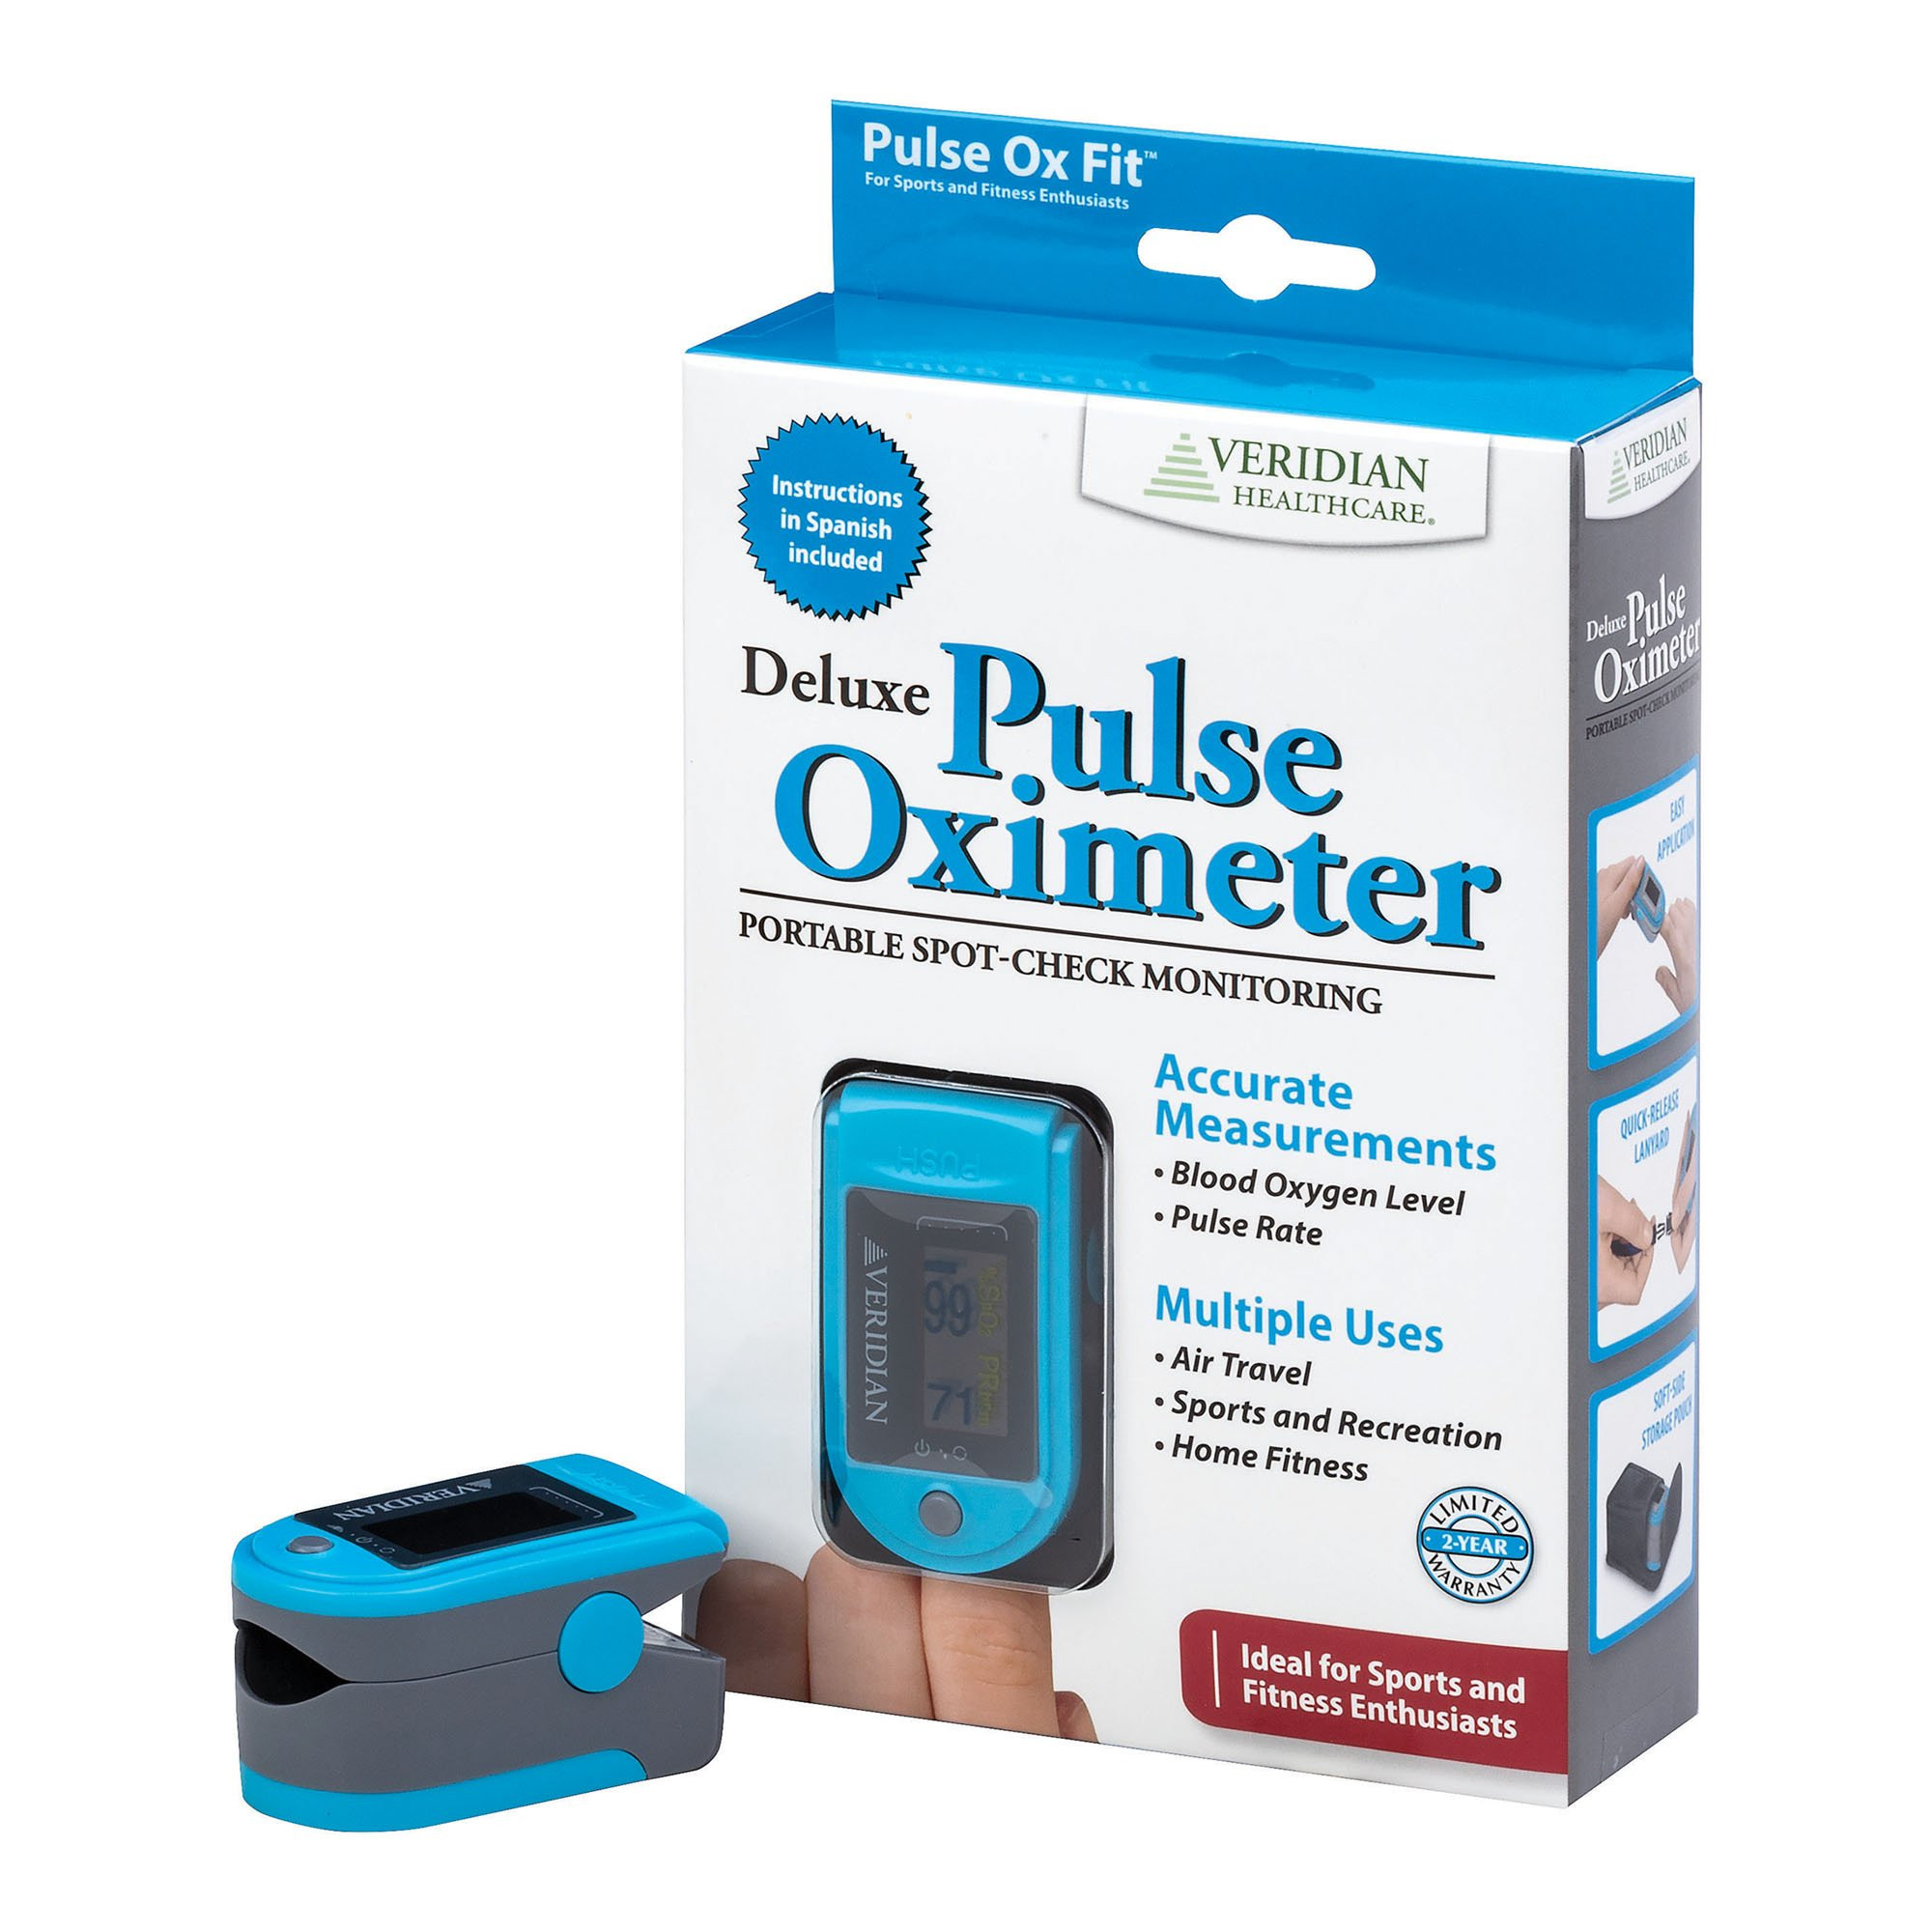 Pulse Ox Fit™
For Sports and Fitness Enthusiasts
VERIDIAN
HEALTHCARE®
Instructions
in Spanish
included
Deluxe Pulse
Oximeter
PORTABLE SPOT-CHECK MONITORING
Accurate
Measurements
• Blood Oxygen Level
• Pulse Rate
Multiple Uses
• Air Travel
• Sports and Recreation
• Home Fitness
LIMITED
2-YEAR
WARRANTY
Ideal for Sports and
Fitness Enthusiasts
PUSH
VERIDIAN
%SpO₂
99
PRbpm
71
VERIDIAN
VERIDIAN
HEALTHCARE®
Deluxe Pulse
Oximeter
PORTABLE SPOT-CHECK MONITORING
EASY
APPLICATION
QUICK-RELEASE
LANYARD
SOFT-SIDE
STORAGE POUCH